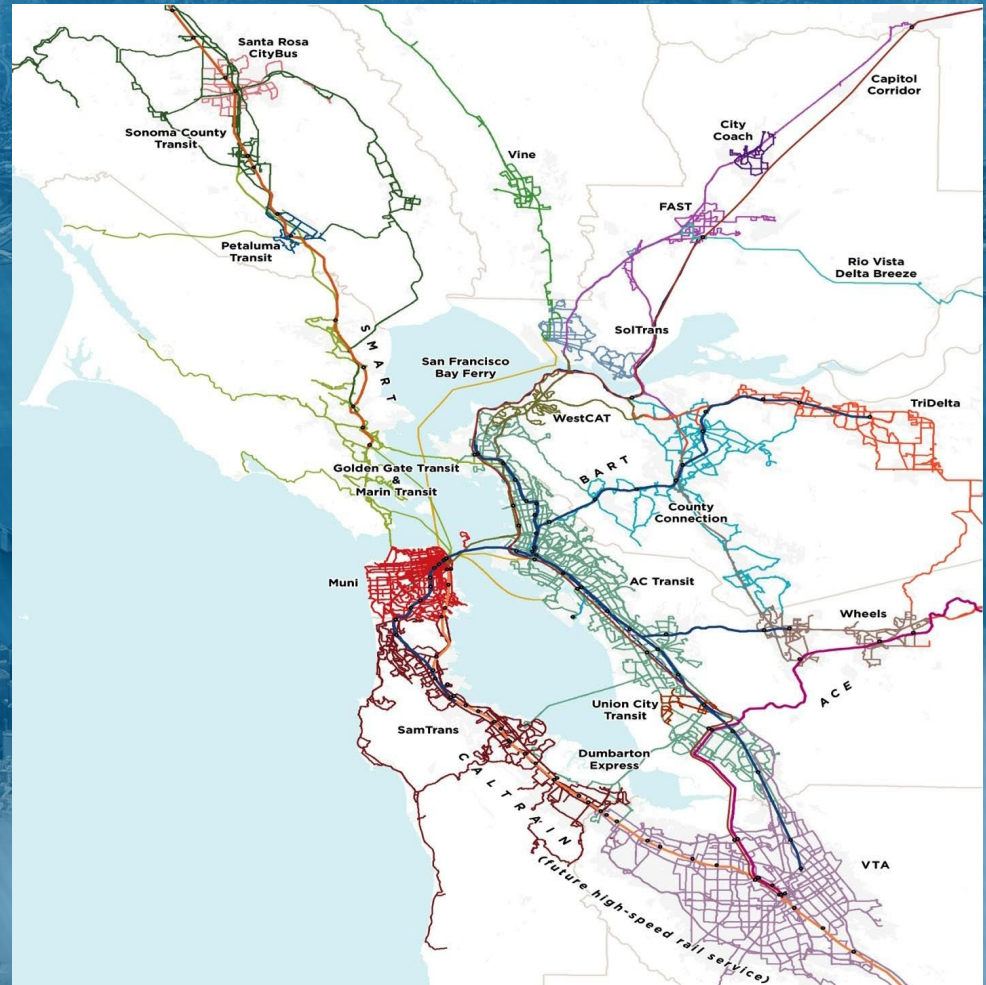 Santa Rosa
CityBus
Capitol
Corridor
Sonoma County
Transit
City
Coach
Vine
FAST
Petaluma
Transit
Rio Vista
Delta Breeze
SMART
SolTrans
San Francisco
Bay Ferry
TriDelta
WestCAT
BART
Golden Gate Transit
&
Marin Transit
County
Connection
Muni
AC Transit
Wheels
ACE
Union City
Transit
SamTrans
Dumbarton
Express
CALTRAIN
(future high-speed rail service)
VTA